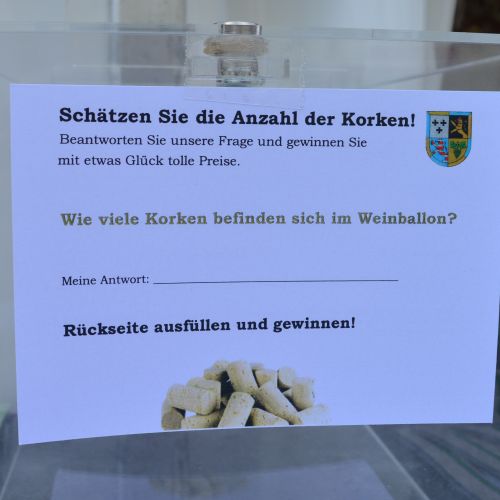 Schätzen Sie die Anzahl der Korken!
Beantworten Sie unsere Frage und gewinnen Sie
mit etwas Glück tolle Preise.
Wie viele Korken befinden sich im Weinballon?
Meine Antwort:
Rückseite ausfüllen und gewinnen!